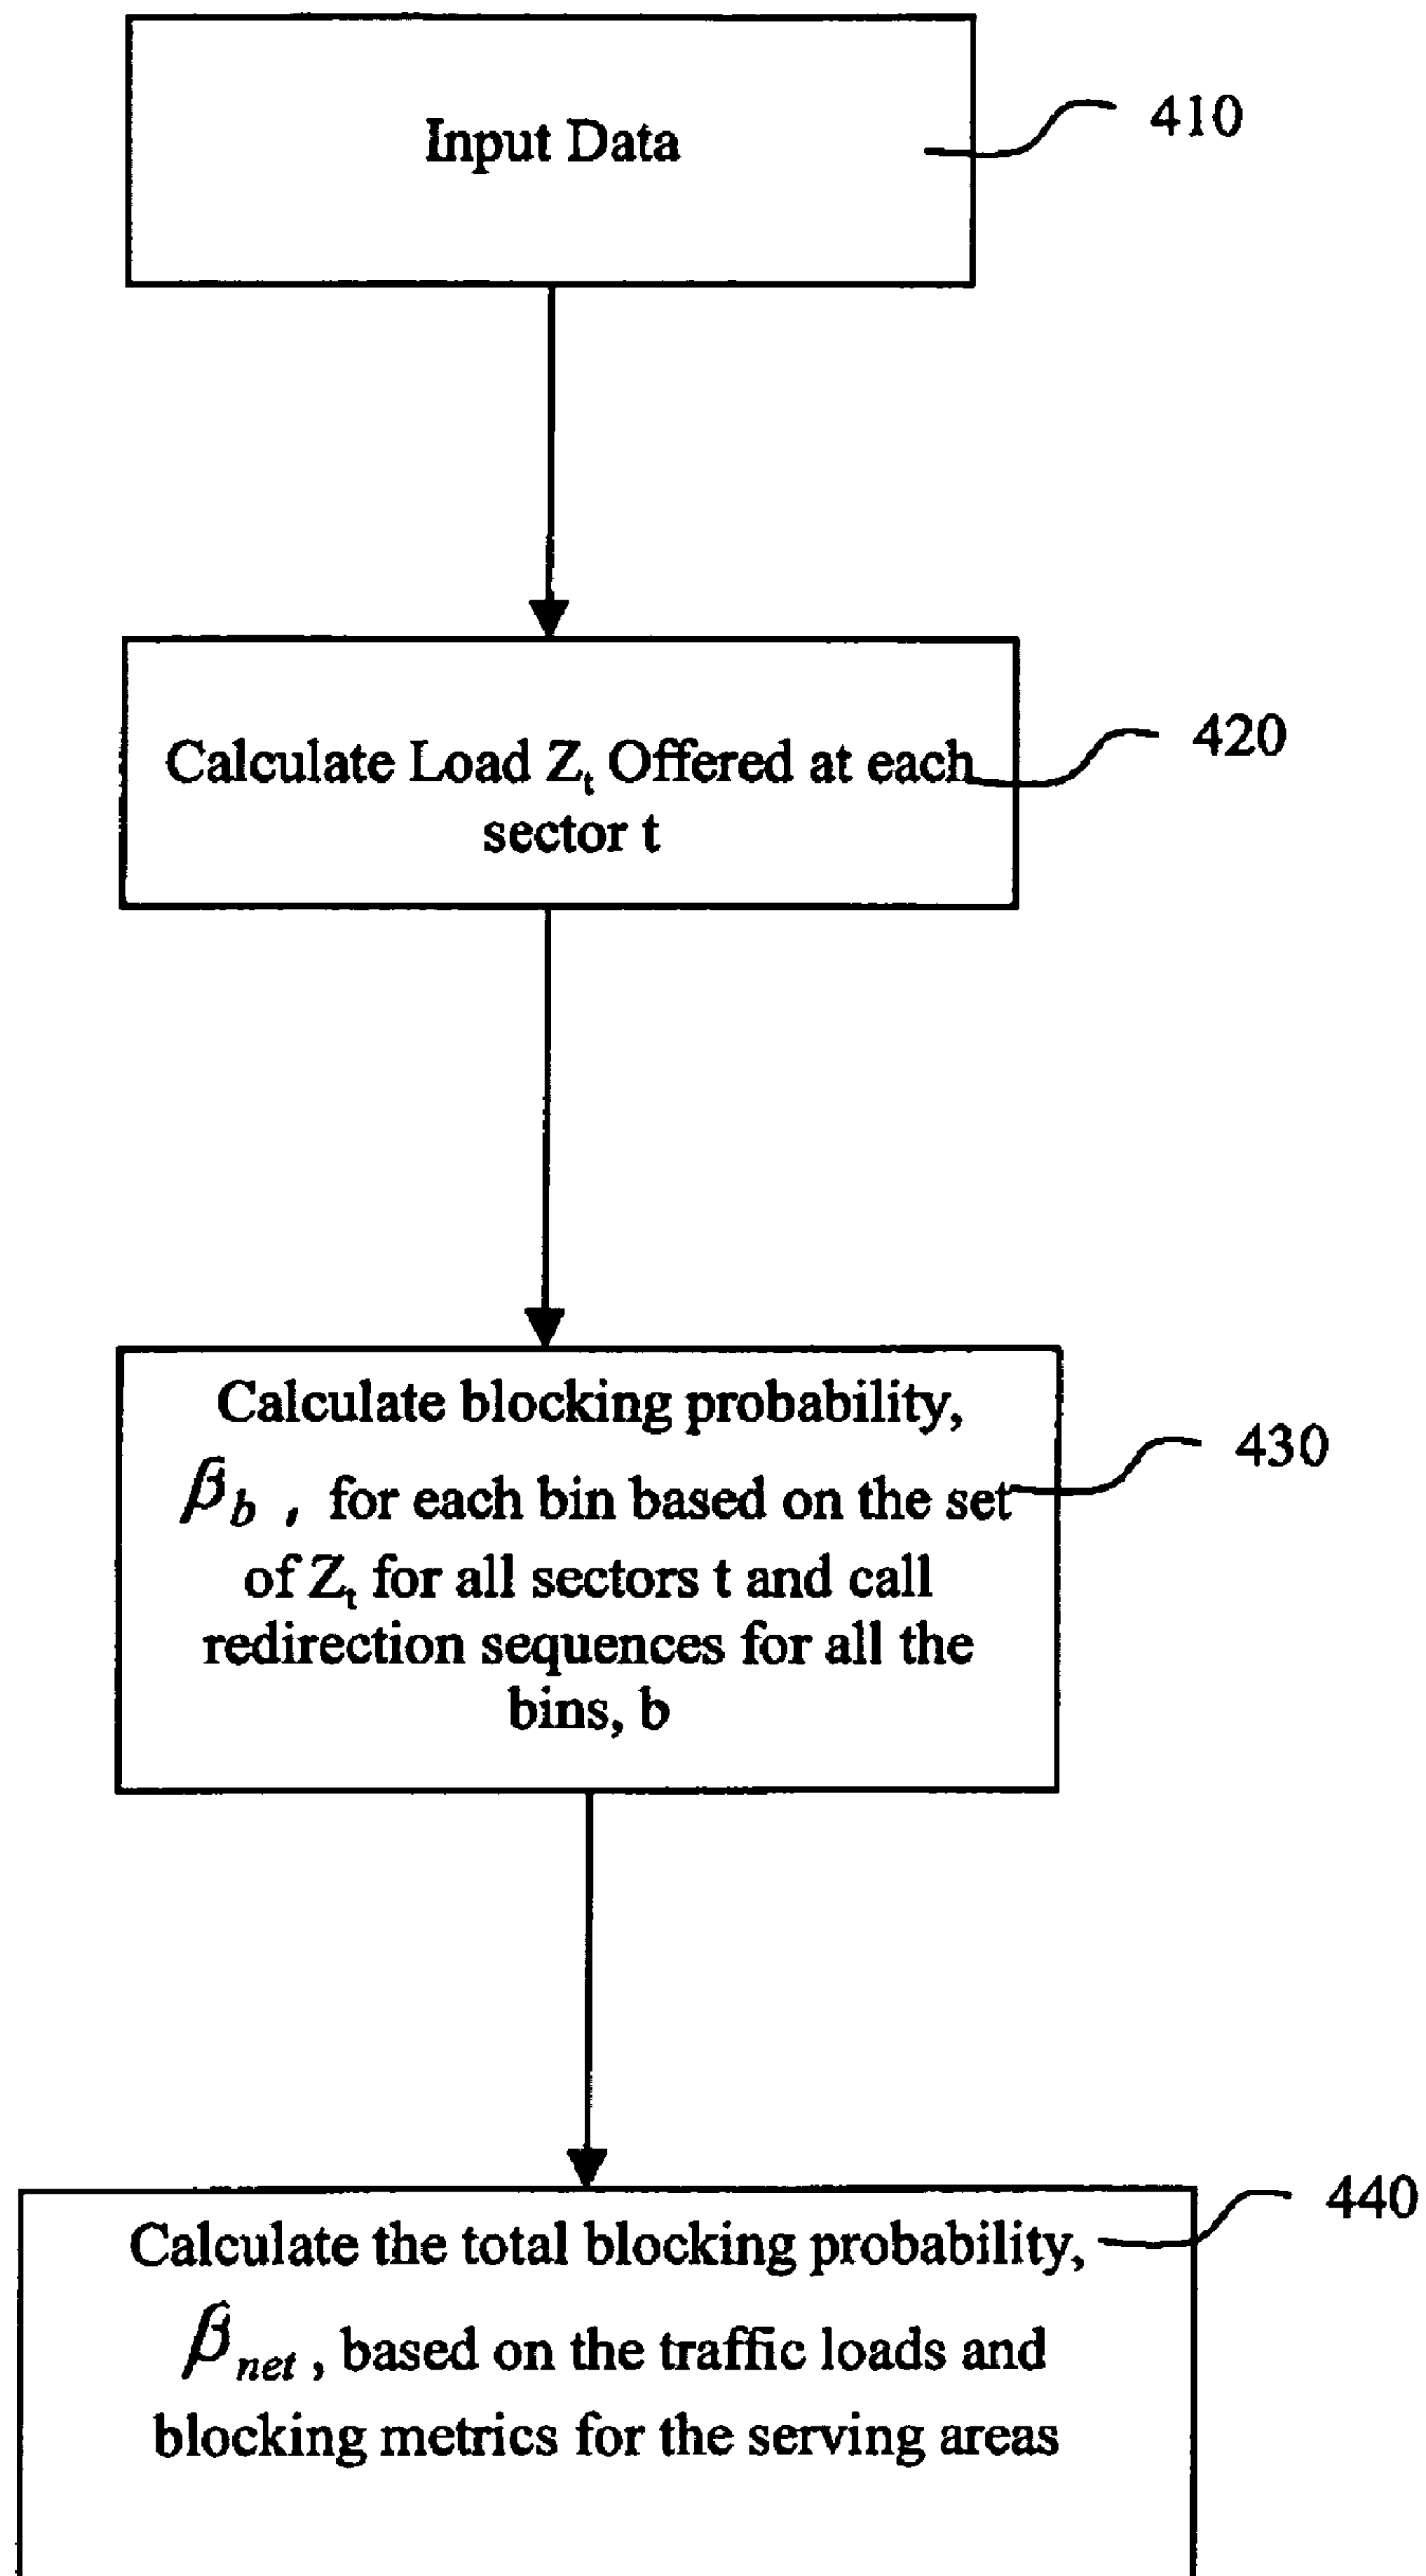 Input Data
410
Calculate Load Zₜ Offered at each
sector t
420
Calculate blocking probability,
β_b , for each bin based on the set
of Zₜ for all sectors t and call
redirection sequences for all the
bins, b
430
Calculate the total blocking probability,
β_net , based on the traffic loads and
blocking metrics for the serving areas
440